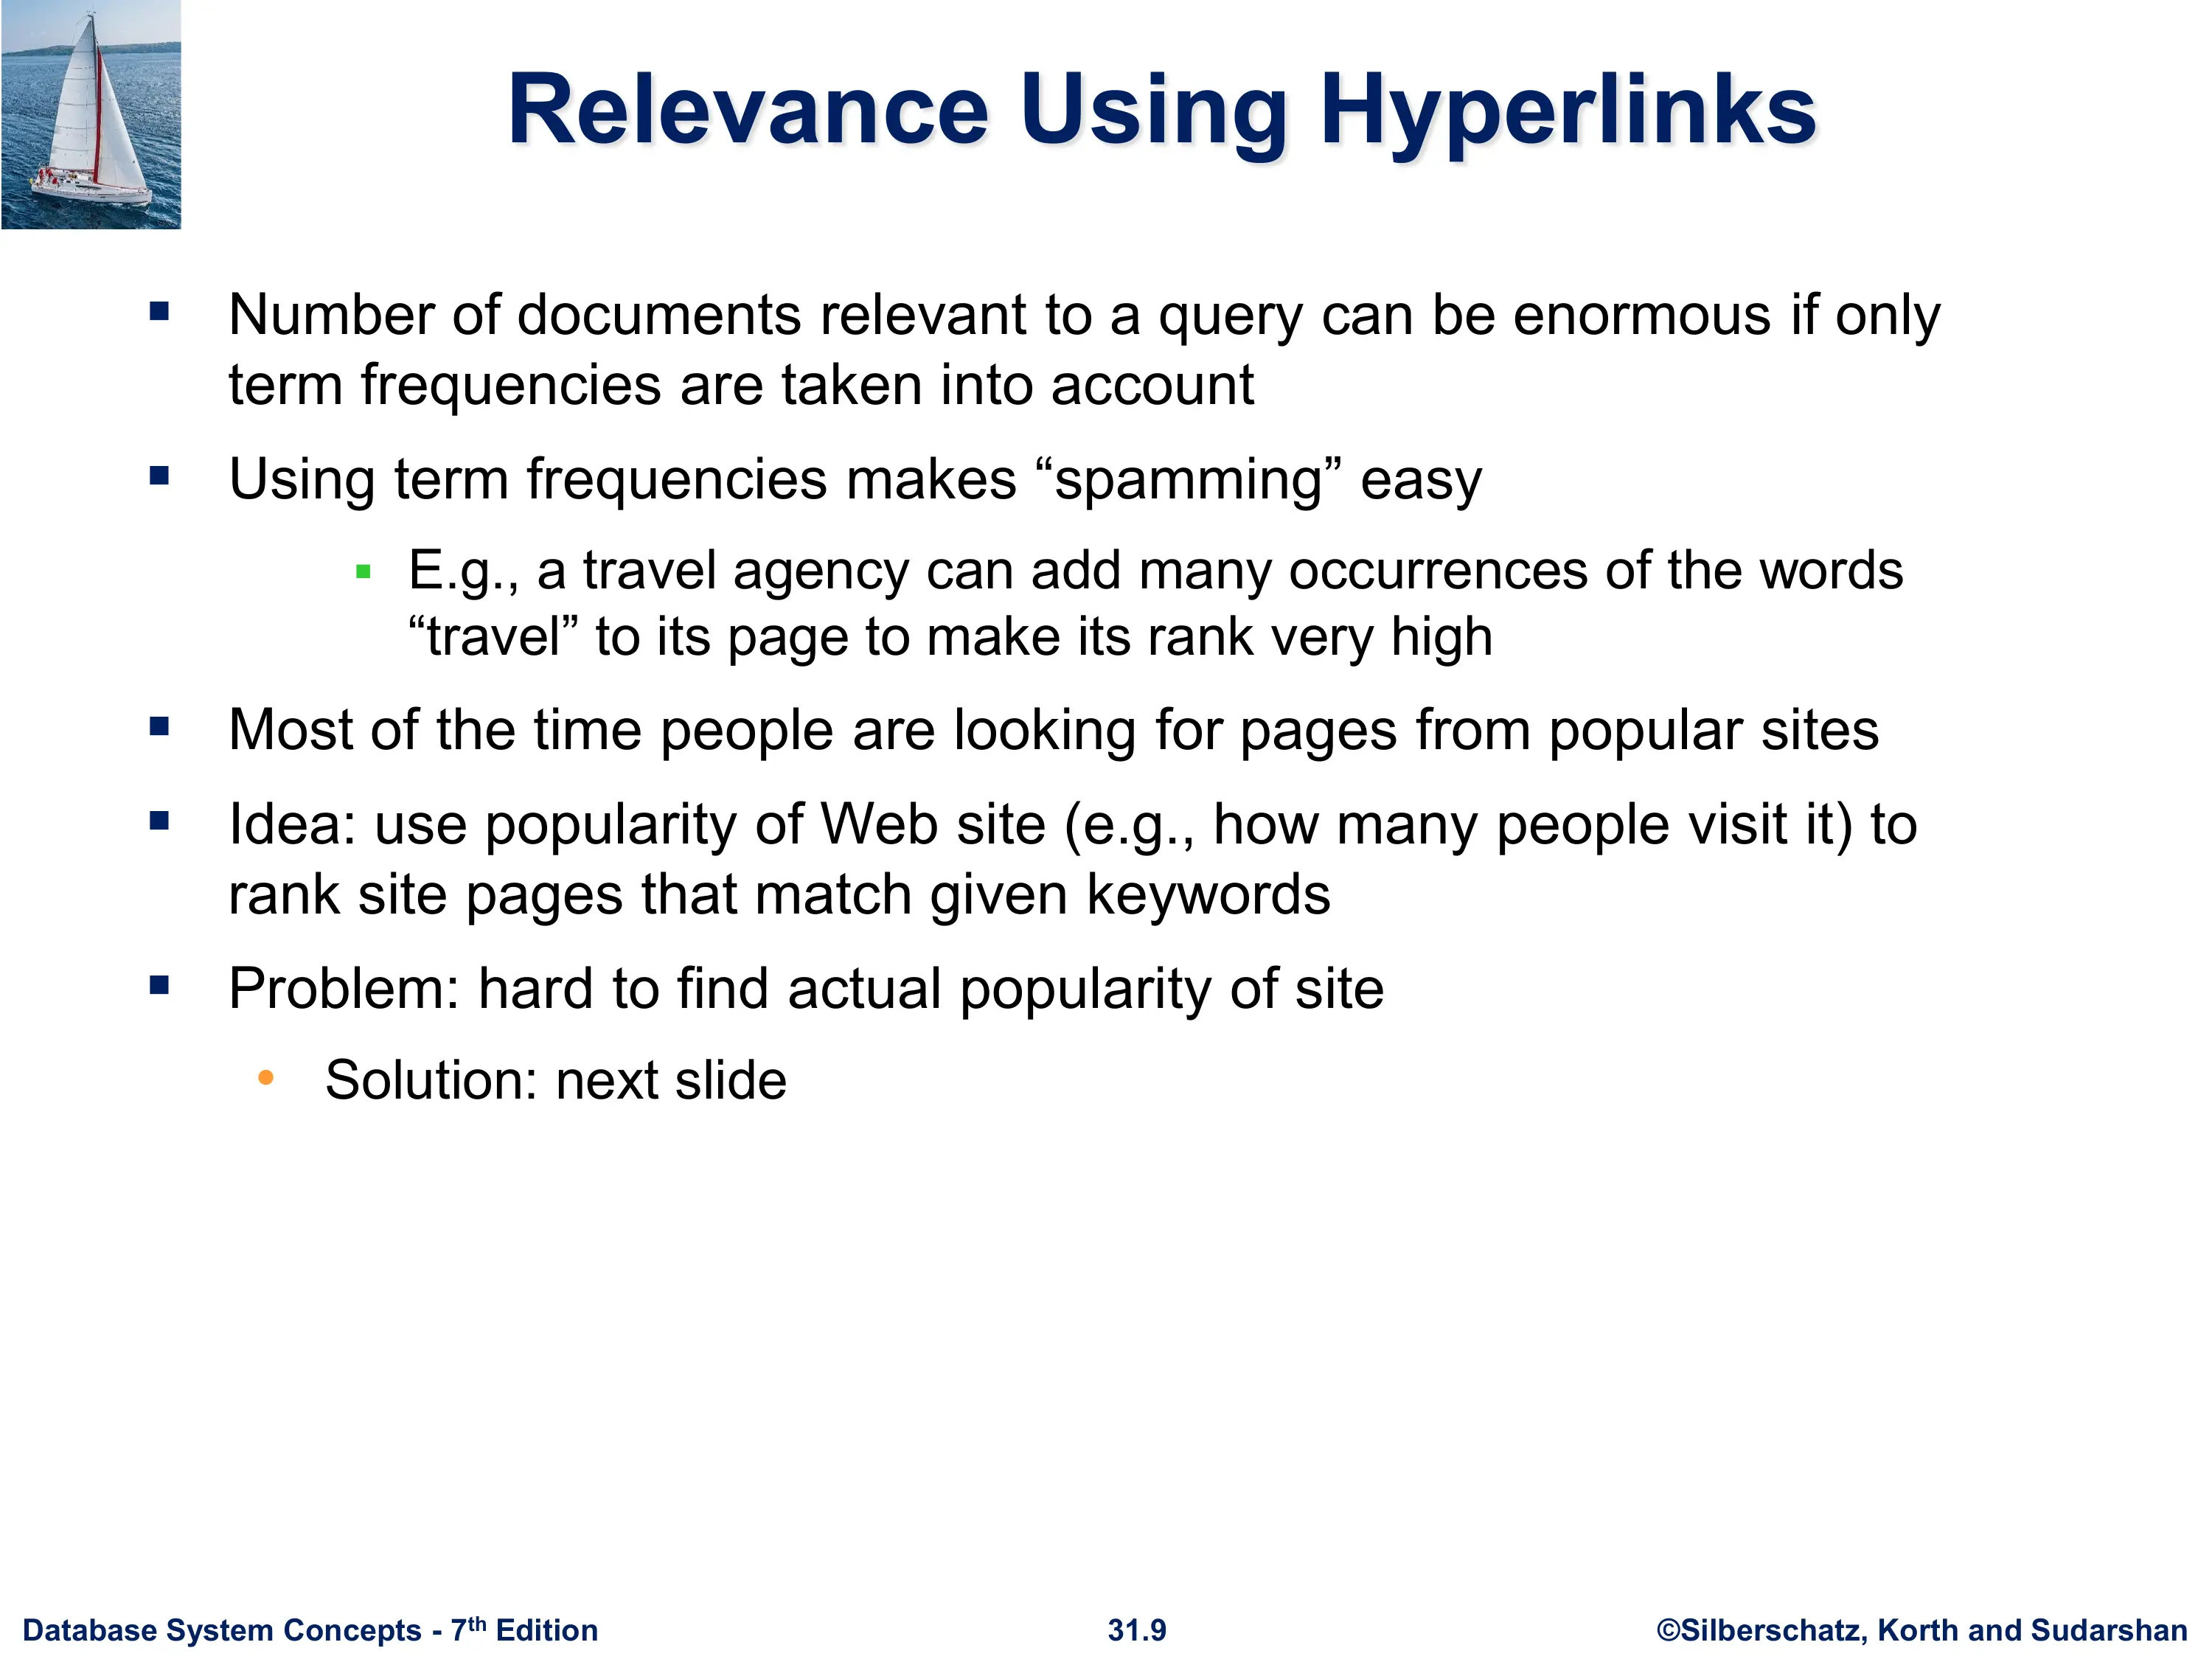 Relevance Using Hyperlinks
▪ Number of documents relevant to a query can be enormous if only
term frequencies are taken into account
▪ Using term frequencies makes “spamming” easy
▪ E.g., a travel agency can add many occurrences of the words
“travel” to its page to make its rank very high
▪ Most of the time people are looking for pages from popular sites
▪ Idea: use popularity of Web site (e.g., how many people visit it) to
rank site pages that match given keywords
▪ Problem: hard to find actual popularity of site
• Solution: next slide
Database System Concepts - 7th Edition
31.9
©Silberschatz, Korth and Sudarshan